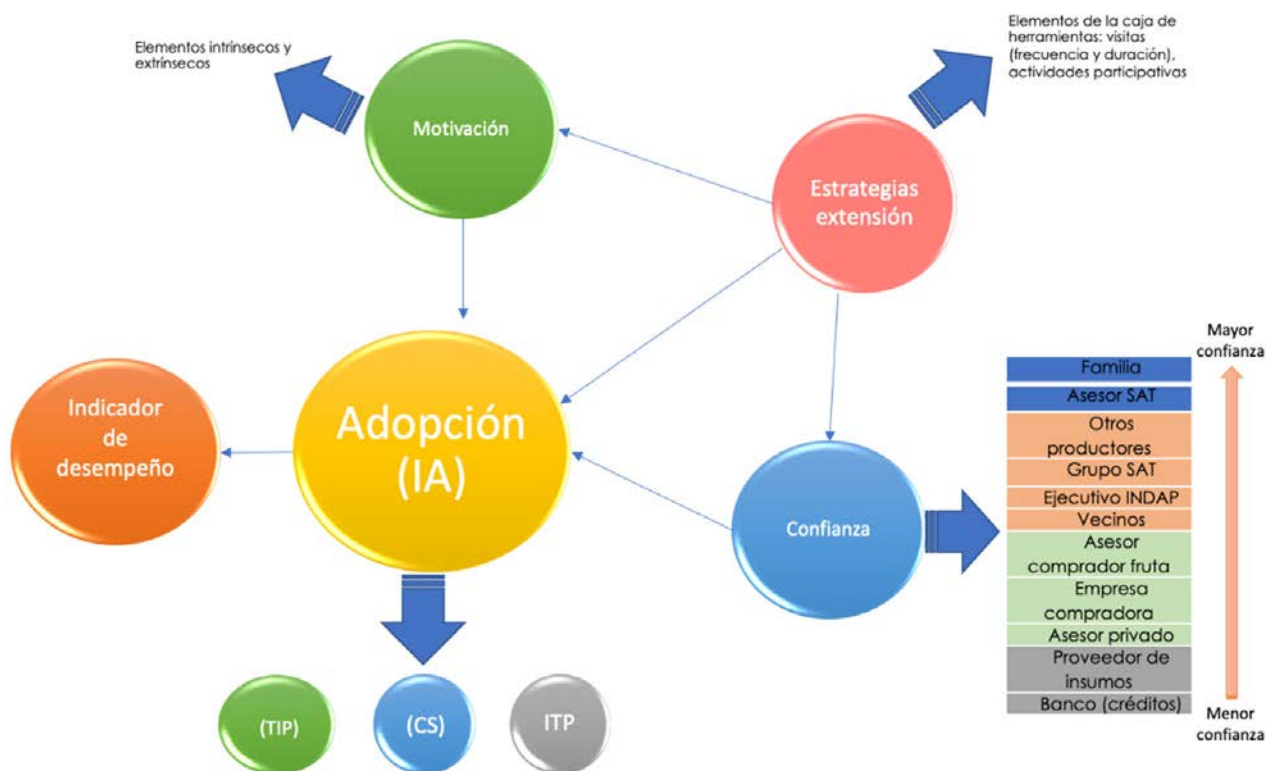 Elementos intrínsecos y
extrínsecos
Elementos de la caja de
herramientas: visitas
(frecuencia y duración),
actividades participativas
Motivación
Estrategias
extensión
Indicador
de
desempeño
Adopción
(IA)
Confianza
Mayor
confianza
Familia
Asesor SAT
Otros
productores
Grupo SAT
Ejecutivo INDAP
Vecinos
Asesor
comprador fruta
Empresa
compradora
Asesor privado
Proveedor de
insumos
Banco (créditos)
Menor
confianza
(TIP)
(CS)
ITP